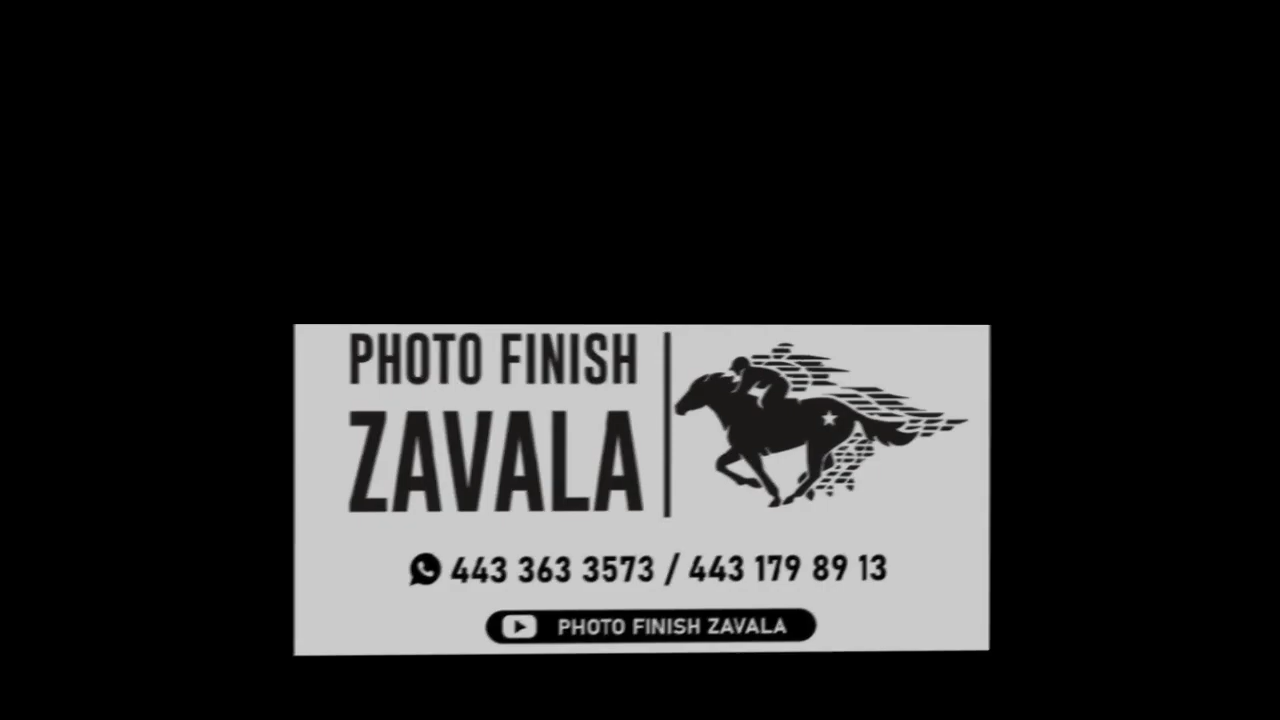 PHOTO FINISH
ZAVALA
443 363 3573 / 443 179 89 13
PHOTO FINISH ZAVALA